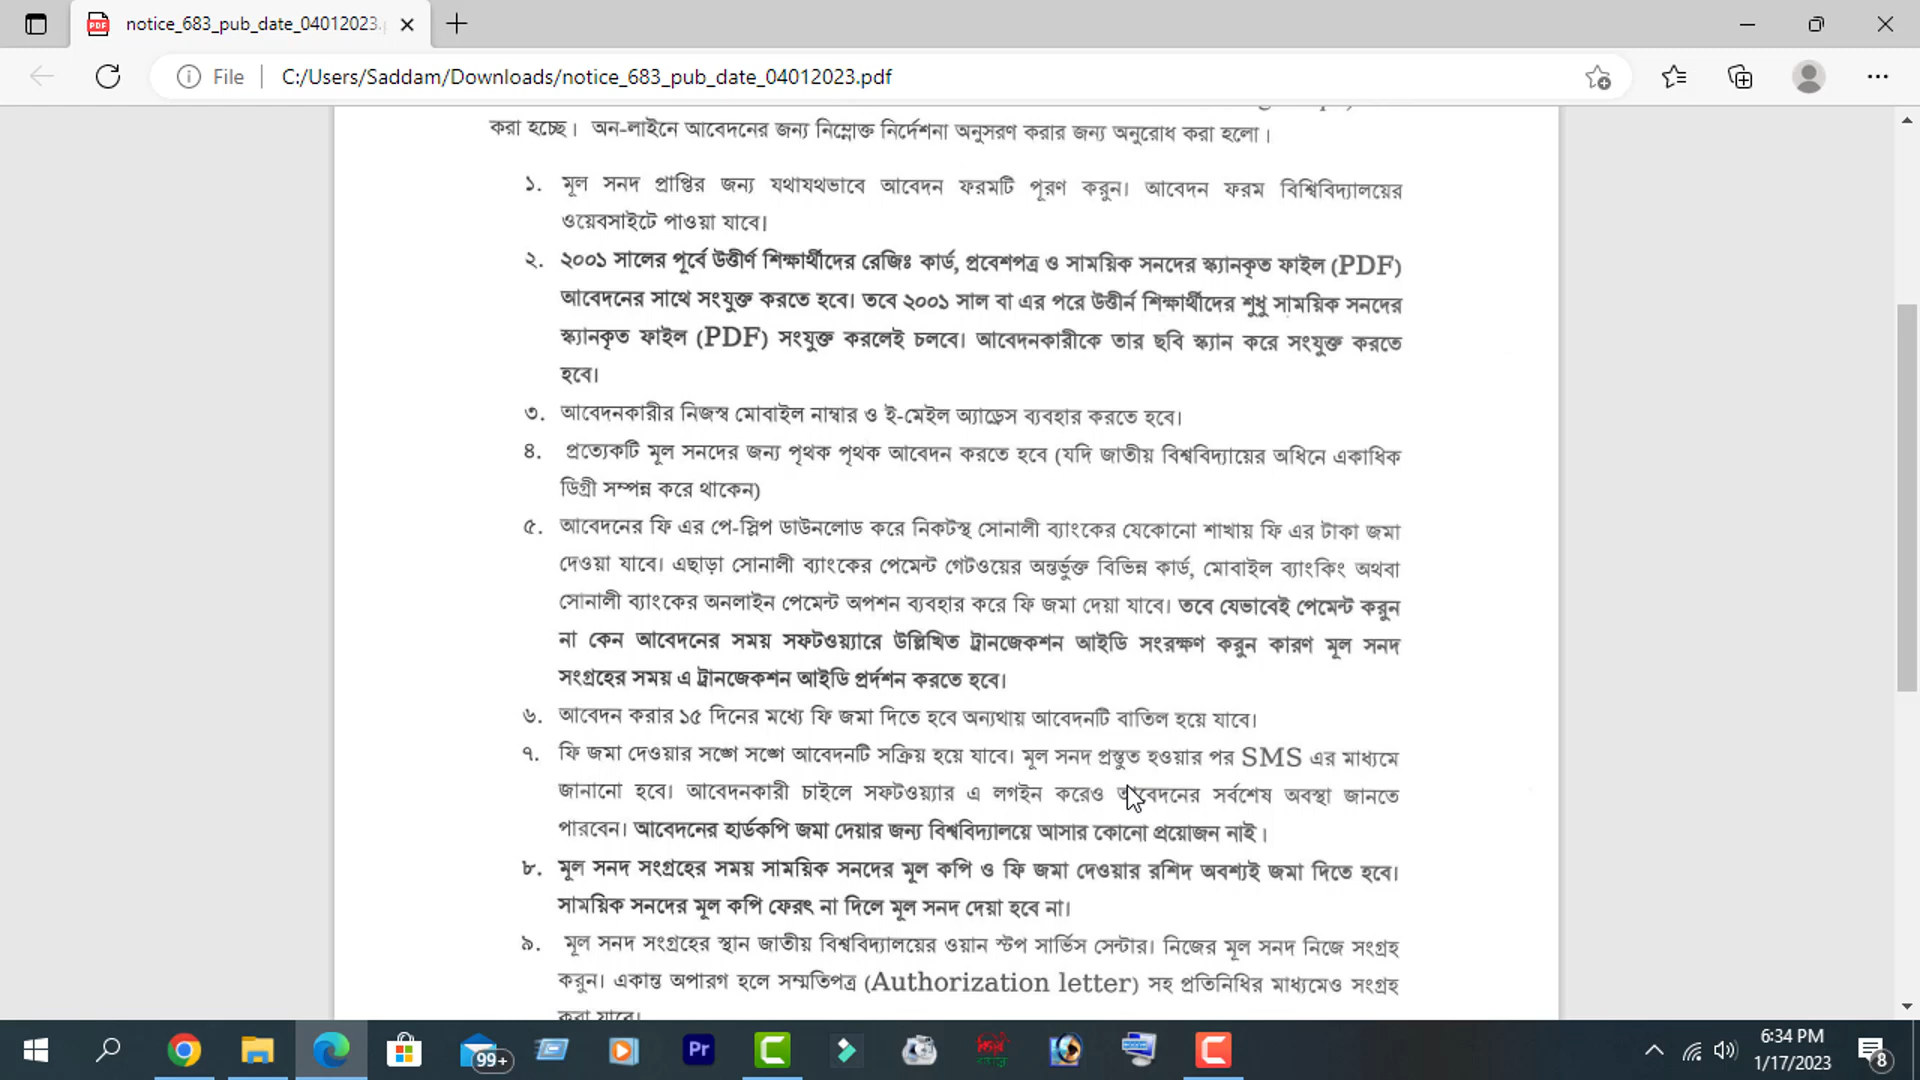 notice_683_pub_date_04012023.
File
C:/Users/Saddam/Downloads/notice_683_pub_date_04012023.pdf
করা হচ্ছে। অন-লাইনে আবেদনের জন্য নিম্নোক্ত নির্দেশনা অনুসরণ করার জন্য অনুরোধ করা হলো।
১. মূল সনদ প্রাপ্তির জন্য যথাযথভাবে আবেদন ফরমটি পূরণ করুন। আবেদন ফরম বিশ্বিবিদ্যালয়ের
ওয়েবসাইটে পাওয়া যাবে।
২. ২০০১ সালের পূর্বে উত্তীর্ণ শিক্ষার্থীদের রেজিঃ কার্ড, প্রবেশপত্র ও সাময়িক সনদের স্ক্যানকৃত ফাইল (PDF)
আবেদনের সাথে সংযুক্ত করতে হবে। তবে ২০০১ সাল বা এর পরে উত্তীর্ন শিক্ষার্থীদের শুধু সাময়িক সনদের
স্ক্যানকৃত ফাইল (PDF) সংযুক্ত করলেই চলবে। আবেদনকারীকে তার ছবি স্ক্যান করে সংযুক্ত করতে
হবে।
৩. আবেদনকারীর নিজস্ব মোবাইল নাম্বার ও ই-মেইল অ্যাড্রেস ব্যবহার করতে হবে।
৪. প্রত্যেকটি মূল সনদের জন্য পৃথক পৃথক আবেদন করতে হবে (যদি জাতীয় বিশ্ববিদ্যায়ের অধিনে একাধিক
ডিগ্রী সম্পন্ন করে থাকেন)
৫. আবেদনের ফি এর পে-স্লিপ ডাউনলোড করে নিকটস্থ সোনালী ব্যাংকের যেকোনো শাখায় ফি এর টাকা জমা
দেওয়া যাবে। এছাড়া সোনালী ব্যাংকের পেমেন্ট গেটওয়ের অন্তর্ভুক্ত বিভিন্ন কার্ড, মোবাইল ব্যাংকিং অথবা
সোনালী ব্যাংকের অনলাইন পেমেন্ট অপশন ব্যবহার করে ফি জমা দেয়া যাবে। তবে যেভাবেই পেমেন্ট করুন
না কেন আবেদনের সময় সফটওয়্যারে উল্লিখিত ট্রানজেকশন আইডি সংরক্ষণ করুন কারণ মূল সনদ
সংগ্রহের সময় এ ট্রানজেকশন আইডি প্রর্দশন করতে হবে।
৬. আবেদন করার ১৫ দিনের মধ্যে ফি জমা দিতে হবে অন্যথায় আবেদনটি বাতিল হয়ে যাবে।
৭. ফি জমা দেওয়ার সঙ্গে সঙ্গে আবেদনটি সক্রিয় হয়ে যাবে। মূল সনদ প্রস্তুত হওয়ার পর SMS এর মাধ্যমে
জানানো হবে। আবেদনকারী চাইলে সফটওয়্যার এ লগইন করেও আবেদনের সর্বশেষ অবস্থা জানতে
পারবেন। আবেদনের হার্ডকপি জমা দেয়ার জন্য বিশ্ববিদ্যালয়ে আসার কোনো প্রয়োজন নাই।
৮. মূল সনদ সংগ্রহের সময় সাময়িক সনদের মূল কপি ও ফি জমা দেওয়ার রশিদ অবশ্যই জমা দিতে হবে।
সাময়িক সনদের মূল কপি ফেরৎ না দিলে মূল সনদ দেয়া হবে না।
৯. মূল সনদ সংগ্রহের স্থান জাতীয় বিশ্ববিদ্যালয়ের ওয়ান স্টপ সার্ভিস সেন্টার। নিজের মূল সনদ নিজে সংগ্রহ
করুন। একান্ত অপারগ হলে সম্মতিপত্র (Authorization letter) সহ প্রতিনিধির মাধ্যমেও সংগ্রহ
করা যাবে।
99+
Pr
6:34 PM
1/17/2023
8